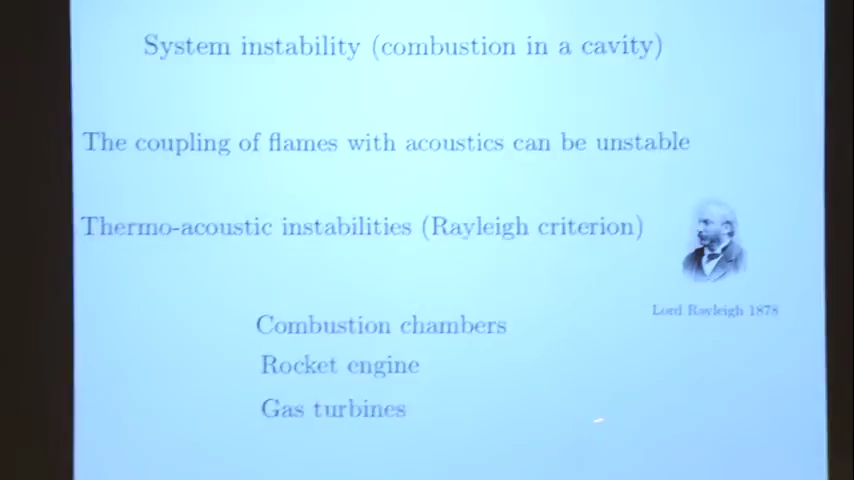 System instability (combustion in a cavity)
The coupling of flames with acoustics can be unstable
Thermo-acoustic instabilities (Rayleigh criterion)
Lord Rayleigh 1878
Combustion chambers
Rocket engine
Gas turbines